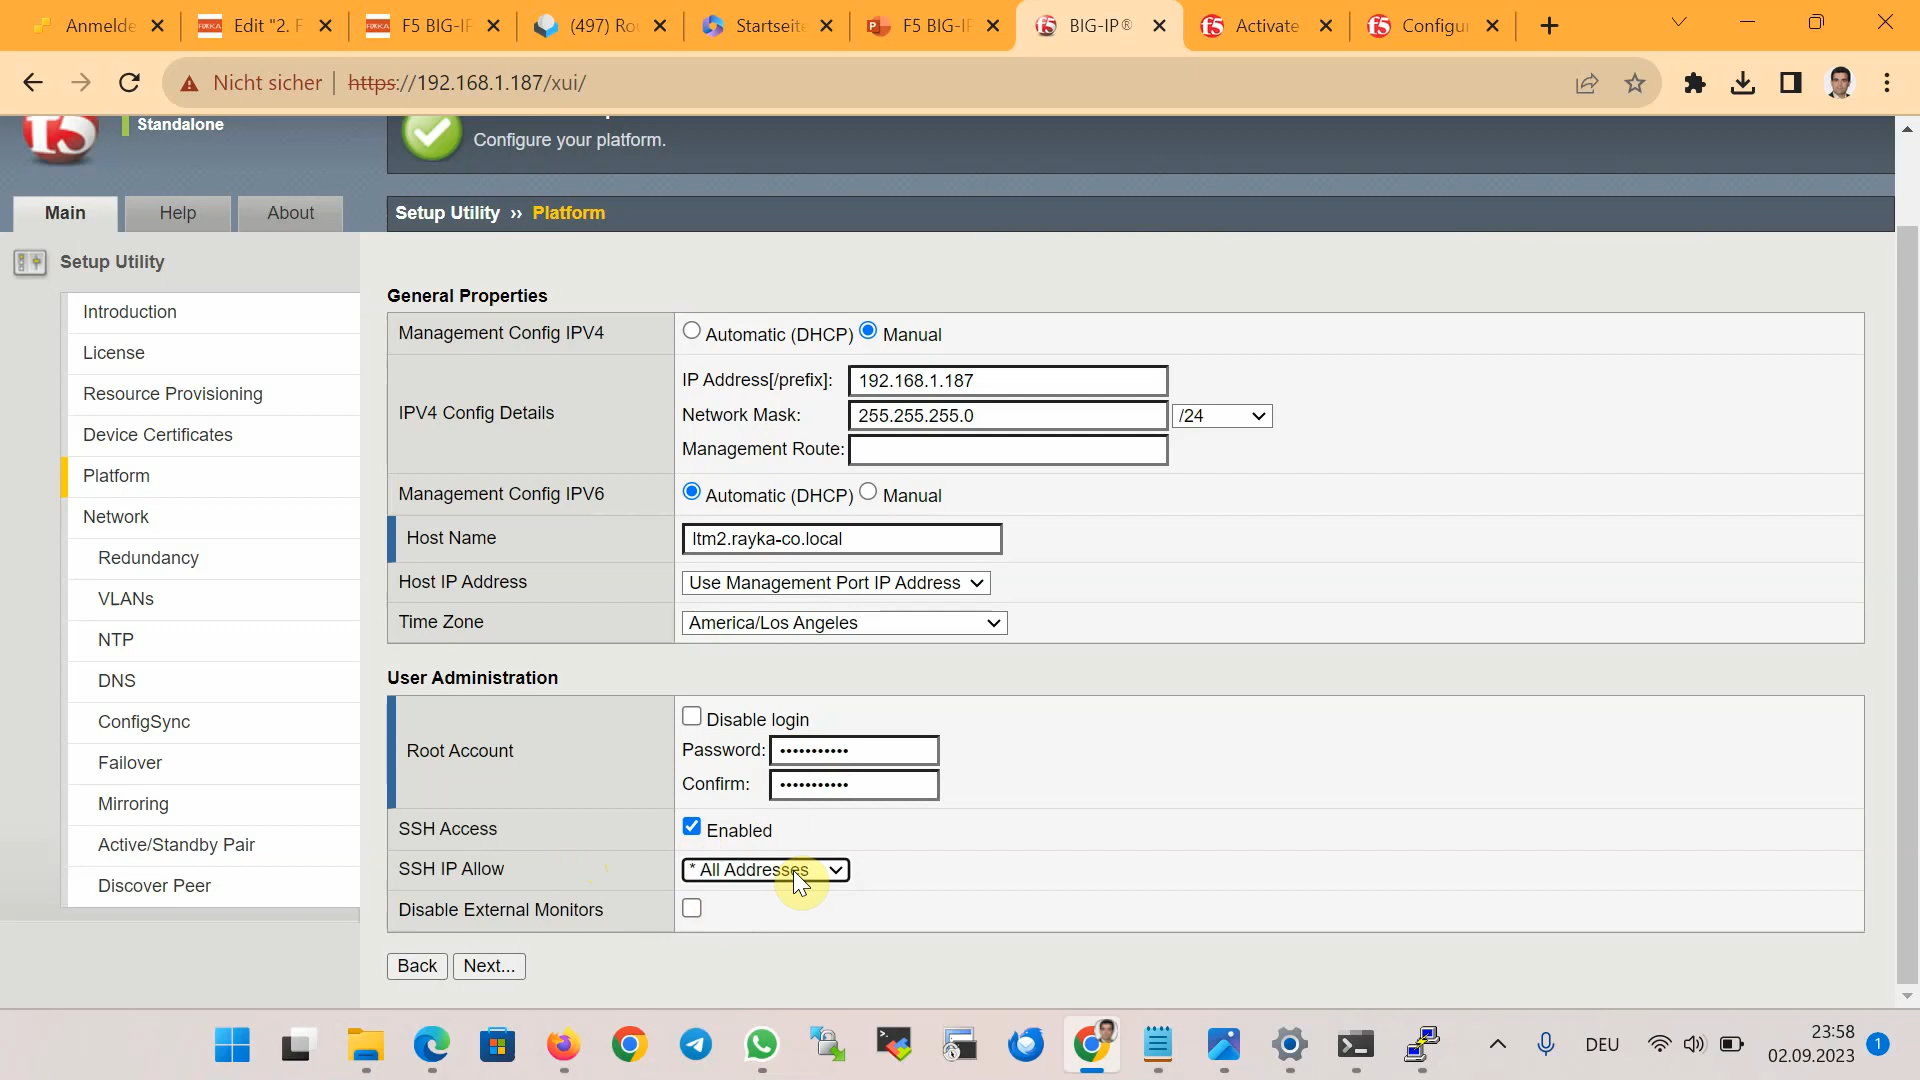 Anmelde
Edit "2. F
F5 BIG-IF
(497) Ro
Startseite
F5 BIG-IF
BIG-IP®
Activate
Configur
Nicht sicher
https://192.168.1.187/xui/
f5
Standalone
Configure your platform.
Main
Help
About
Setup Utility ›› Platform
Setup Utility
Introduction
License
Resource Provisioning
Device Certificates
Platform
Network
Redundancy
VLANs
NTP
DNS
ConfigSync
Failover
Mirroring
Active/Standby Pair
Discover Peer
General Properties
Management Config IPV4
Automatic (DHCP) Manual
IPV4 Config Details
IP Address[/prefix]: 192.168.1.187
Network Mask: 255.255.255.0 /24
Management Route:
Management Config IPV6
Automatic (DHCP) Manual
Host Name
ltm2.rayka-co.local
Host IP Address
Use Management Port IP Address
Time Zone
America/Los Angeles
User Administration
Root Account
Disable login
Password: •••••••••••
Confirm: •••••••••••
SSH Access
Enabled
SSH IP Allow
* All Addresses
Disable External Monitors
Back
Next...
DEU
23:58
02.09.2023
1